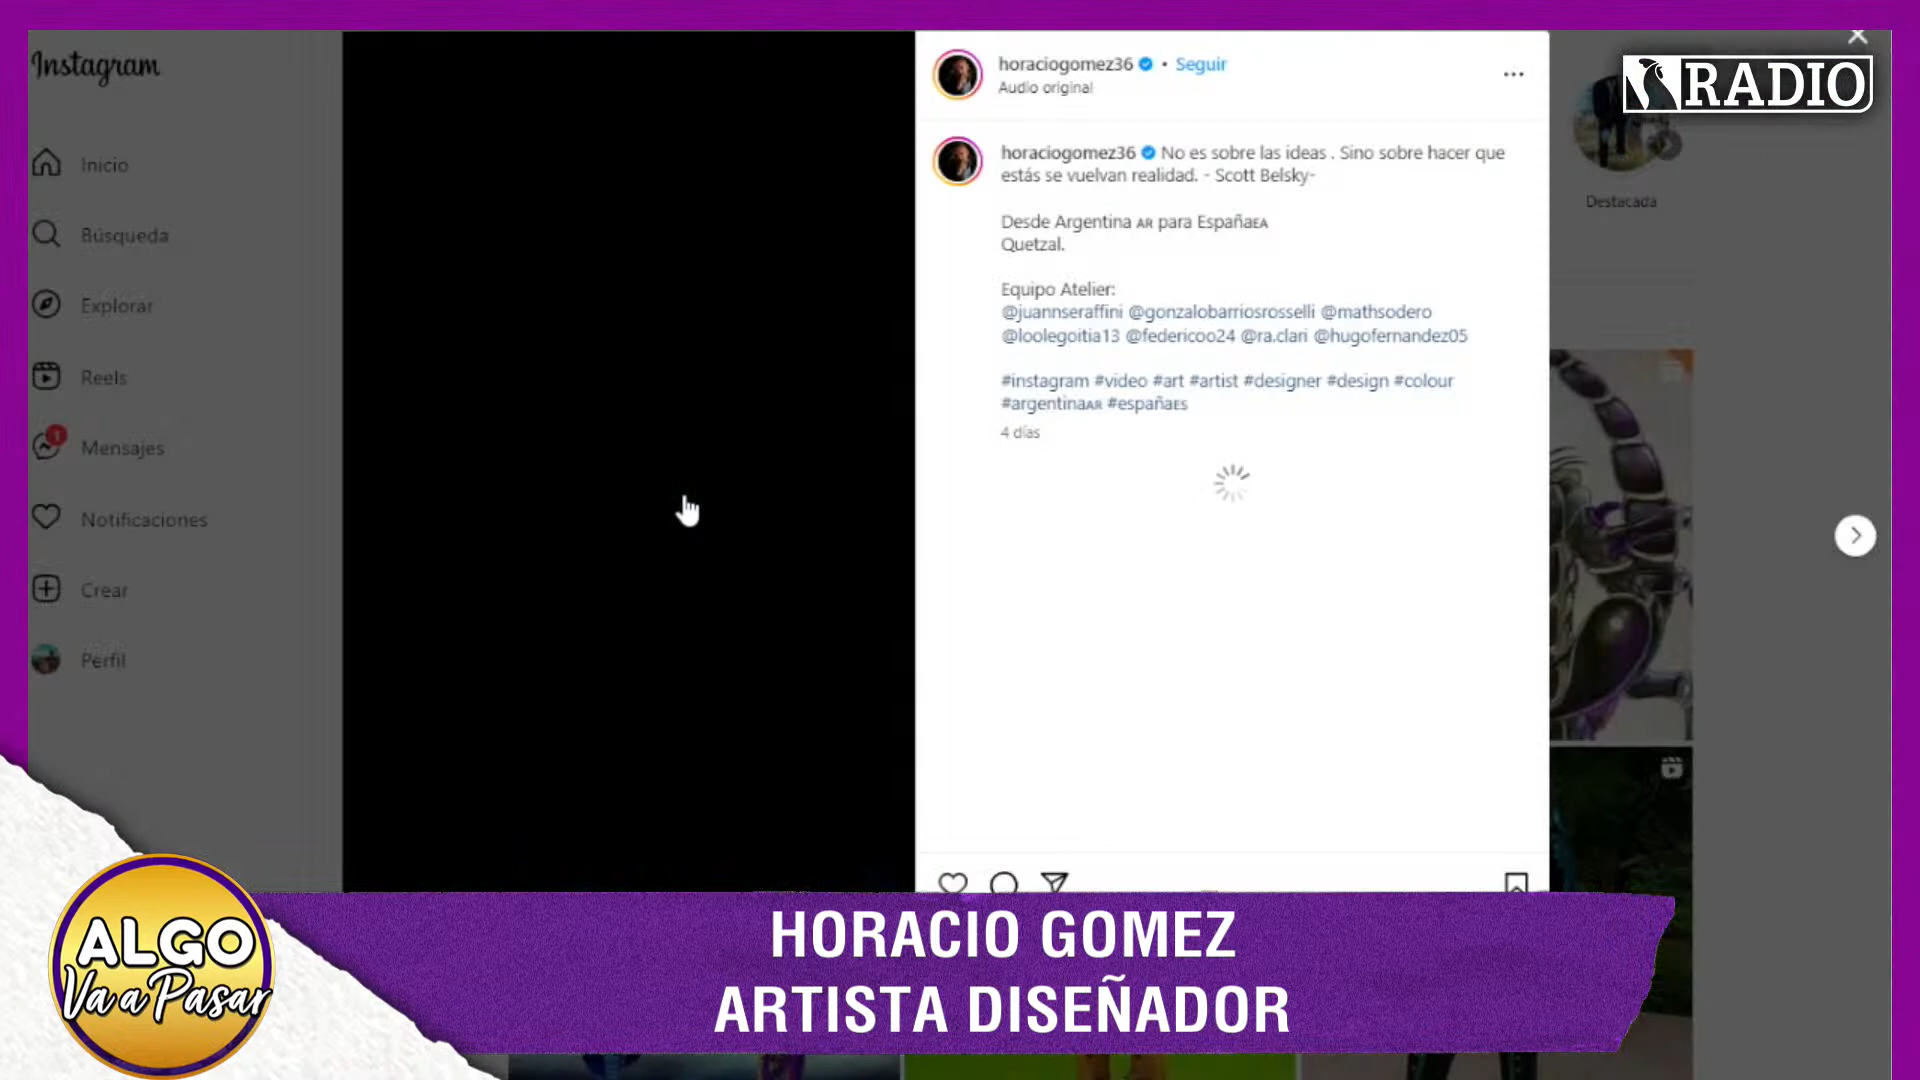 Instagram
Inicio
Búsqueda
Explorar
Reels
1
Mensajes
Notificaciones
Crear
Perfil
horaciogomez36 • Seguir
Audio original
horaciogomez36 No es sobre las ideas . Sino sobre hacer que
estás se vuelvan realidad. - Scott Belsky-
Desde Argentina AR para EspañaEA
Quetzal.
Equipo Atelier:
@juannseraffini @gonzalobarriosrosselli @mathsodero
@loolegoitia13 @federicoo24 @ra.clari @hugofernandez05
#instagram #video #art #artist #designer #design #colour
#argentinaAR #españaES
4 días
RADIO
Destacada
ALGO
Va a Pasar
HORACIO GOMEZ
ARTISTA DISEÑADOR